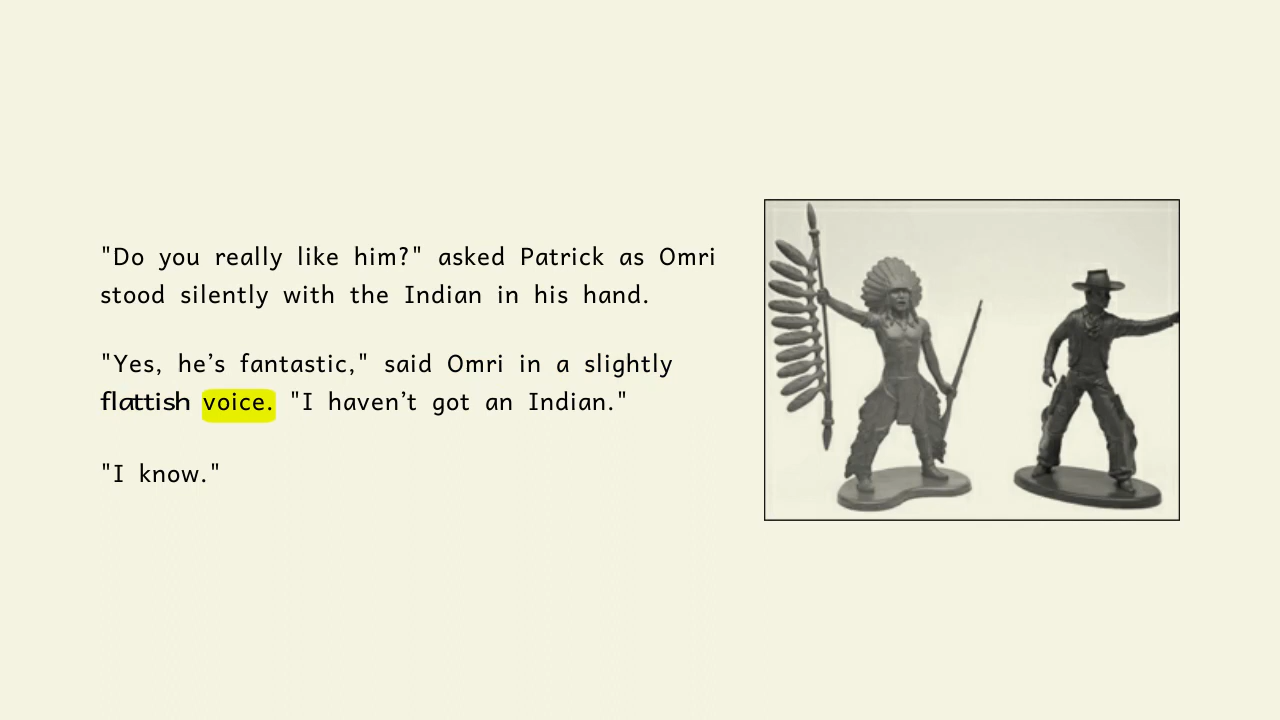 "Do you really like him?" asked Patrick as Omri
stood silently with the Indian in his hand.
"Yes, he’s fantastic," said Omri in a slightly
flattish voice. "I haven’t got an Indian."
"I know."